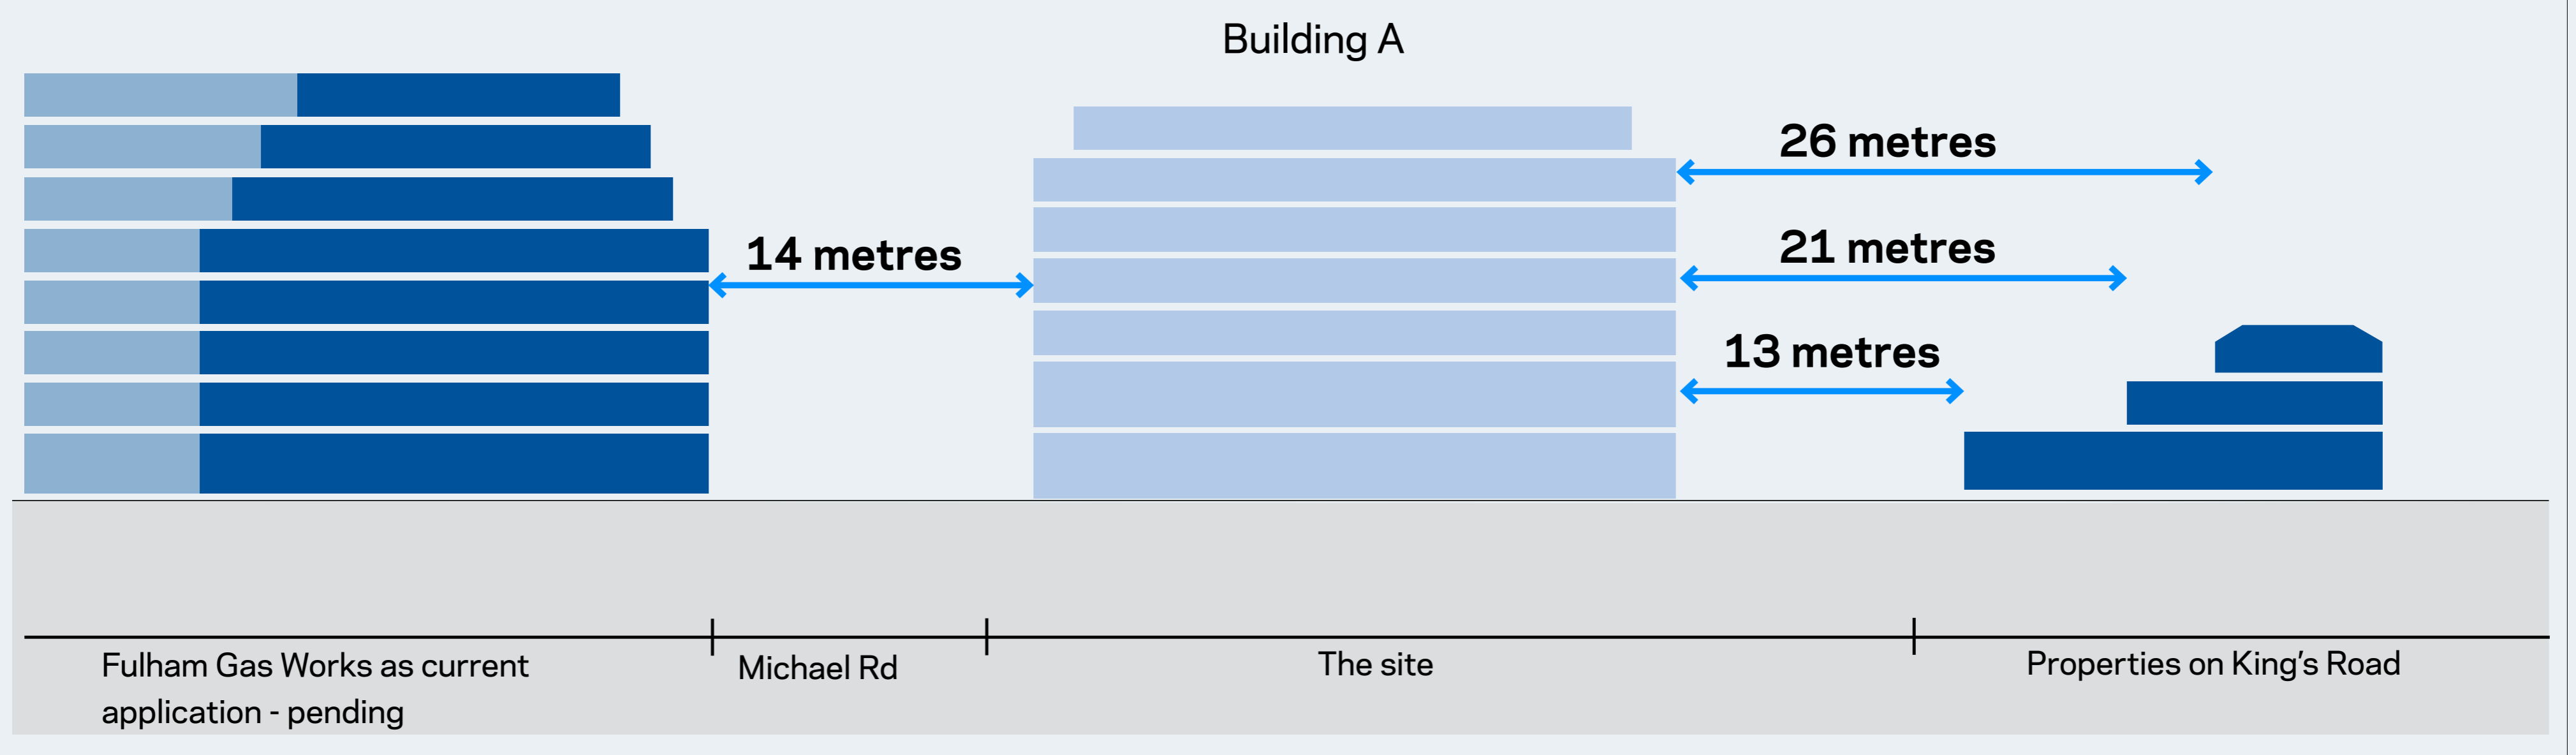 Building A
26 metres
14 metres
21 metres
13 metres
Fulham Gas Works as current
application - pending
Michael Rd
The site
Properties on King’s Road